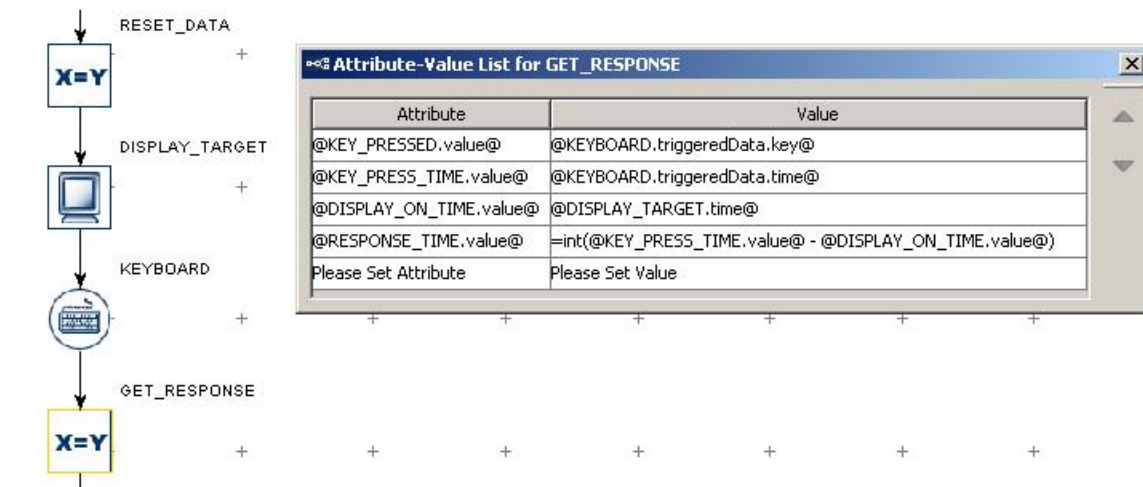 RESET_DATA
X=Y
DISPLAY_TARGET
KEYBOARD
GET_RESPONSE
X=Y
Attribute-Value List for GET_RESPONSE
Attribute Value
@KEY_PRESSED.value@ @KEYBOARD.triggeredData.key@
@KEY_PRESS_TIME.value@ @KEYBOARD.triggeredData.time@
@DISPLAY_ON_TIME.value@ @DISPLAY_TARGET.time@
@RESPONSE_TIME.value@ =int(@KEY_PRESS_TIME.value@ - @DISPLAY_ON_TIME.value@)
Please Set Attribute Please Set Value